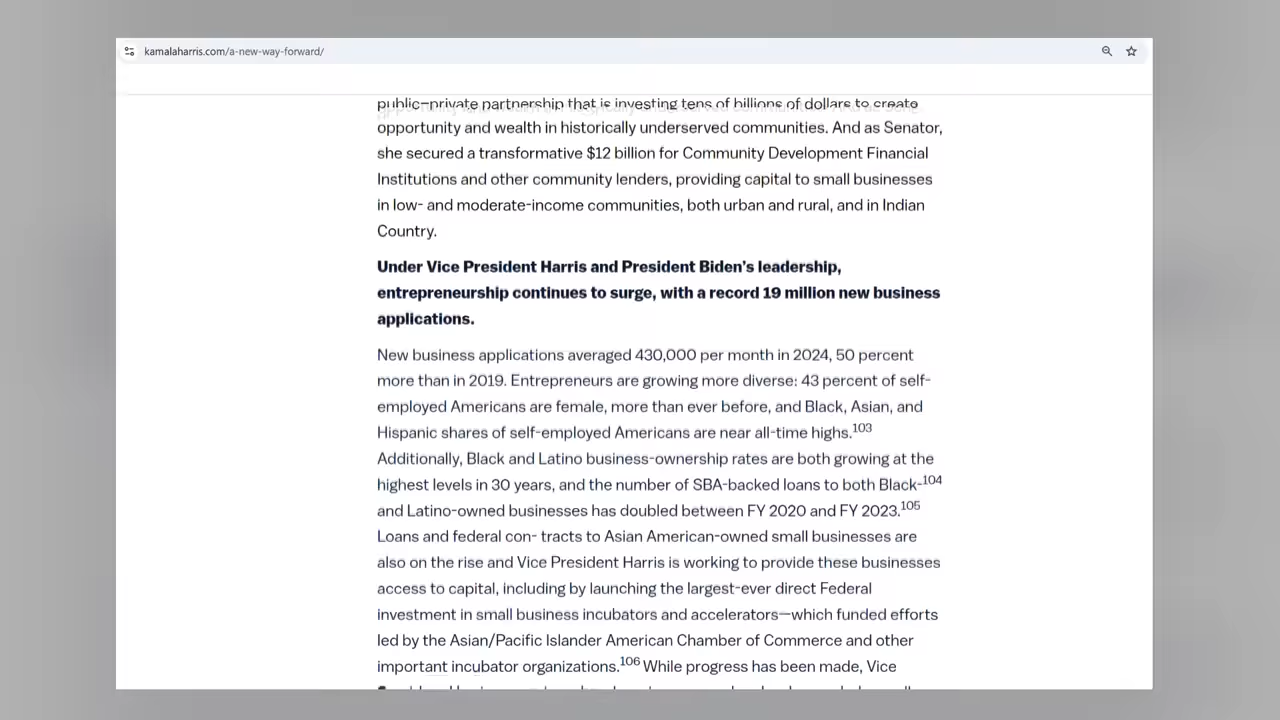 kamalaharris.com/a-new-way-forward/
public–private partnership that is investing tens of billions of dollars to create
opportunity and wealth in historically underserved communities. And as Senator,
she secured a transformative $12 billion for Community Development Financial
Institutions and other community lenders, providing capital to small businesses
in low- and moderate-income communities, both urban and rural, and in Indian
Country.
Under Vice President Harris and President Biden’s leadership,
entrepreneurship continues to surge, with a record 19 million new business
applications.
New business applications averaged 430,000 per month in 2024, 50 percent
more than in 2019. Entrepreneurs are growing more diverse: 43 percent of self-
employed Americans are female, more than ever before, and Black, Asian, and
Hispanic shares of self-employed Americans are near all-time highs.103
Additionally, Black and Latino business-ownership rates are both growing at the
highest levels in 30 years, and the number of SBA-backed loans to both Black-104
and Latino-owned businesses has doubled between FY 2020 and FY 2023.105
Loans and federal con- tracts to Asian American-owned small businesses are
also on the rise and Vice President Harris is working to provide these businesses
access to capital, including by launching the largest-ever direct Federal
investment in small business incubators and accelerators—which funded efforts
led by the Asian/Pacific Islander American Chamber of Commerce and other
important incubator organizations.106 While progress has been made, Vice